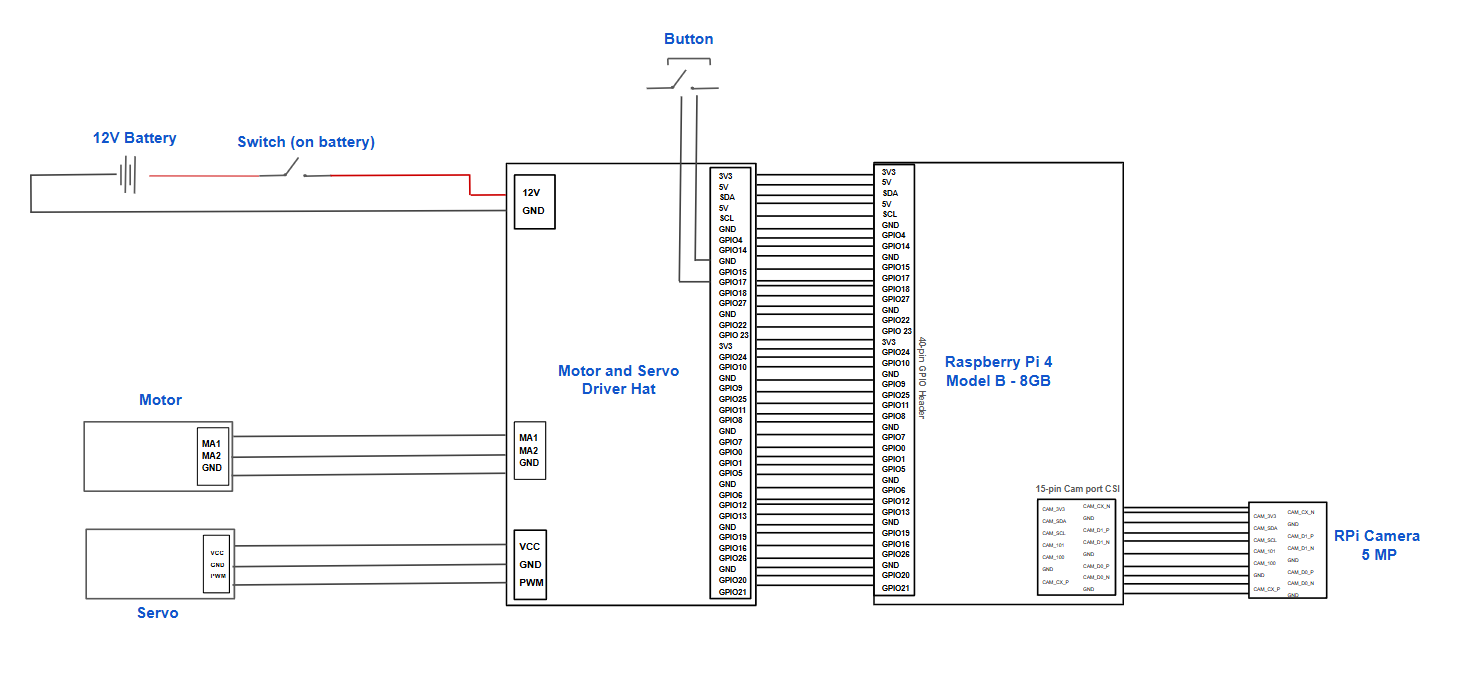 Button
12V Battery
Switch (on battery)
12V
GND
3V3
5V
SDA
5V
SCL
GND
GPIO4
GPIO14
GND
GPIO15
GPIO17
GPIO18
GPIO27
GND
GPIO22
GPIO 23
3V3
GPIO24
GPIO10
GND
GPIO9
GPIO25
GPIO11
GPIO8
GND
GPIO7
GPIO0
GPIO1
GPIO5
GND
GPIO6
GPIO12
GPIO13
GND
GPIO19
GPIO16
GPIO26
GND
GPIO20
GPIO21
Motor and Servo
Driver Hat
Motor
MA1
MA2
GND
MA1
MA2
GND
VCC
GND
PWM
VCC
GND
PWM
Servo
3V3
5V
SDA
5V
SCL
GND
GPIO4
GPIO14
GND
GPIO15
GPIO17
GPIO18
GPIO27
GND
GPIO22
GPIO 23
3V3
GPIO24
GPIO10
GND
GPIO9
GPIO25
GPIO11
GPIO8
GND
GPIO7
GPIO0
GPIO1
GPIO5
GND
GPIO6
GPIO12
GPIO13
GND
GPIO19
GPIO16
GPIO26
GND
GPIO20
GPIO21
40-pin GPIO Header
Raspberry Pi 4
Model B - 8GB
15-pin Cam port CSI
CAM_3V3
CAM_SDA
CAM_SCL
CAM_101
CAM_100
GND
CAM_CX_P
CAM_CX_N
GND
CAM_D1_P
CAM_D1_N
GND
CAM_D0_P
CAM_D0_N
GND
CAM_3V3
CAM_SDA
CAM_SCL
CAM_101
CAM_100
GND
CAM_CX_P
CAM_CX_N
GND
CAM_D1_P
CAM_D1_N
GND
CAM_D0_P
CAM_D0_N
GND
RPi Camera
5 MP